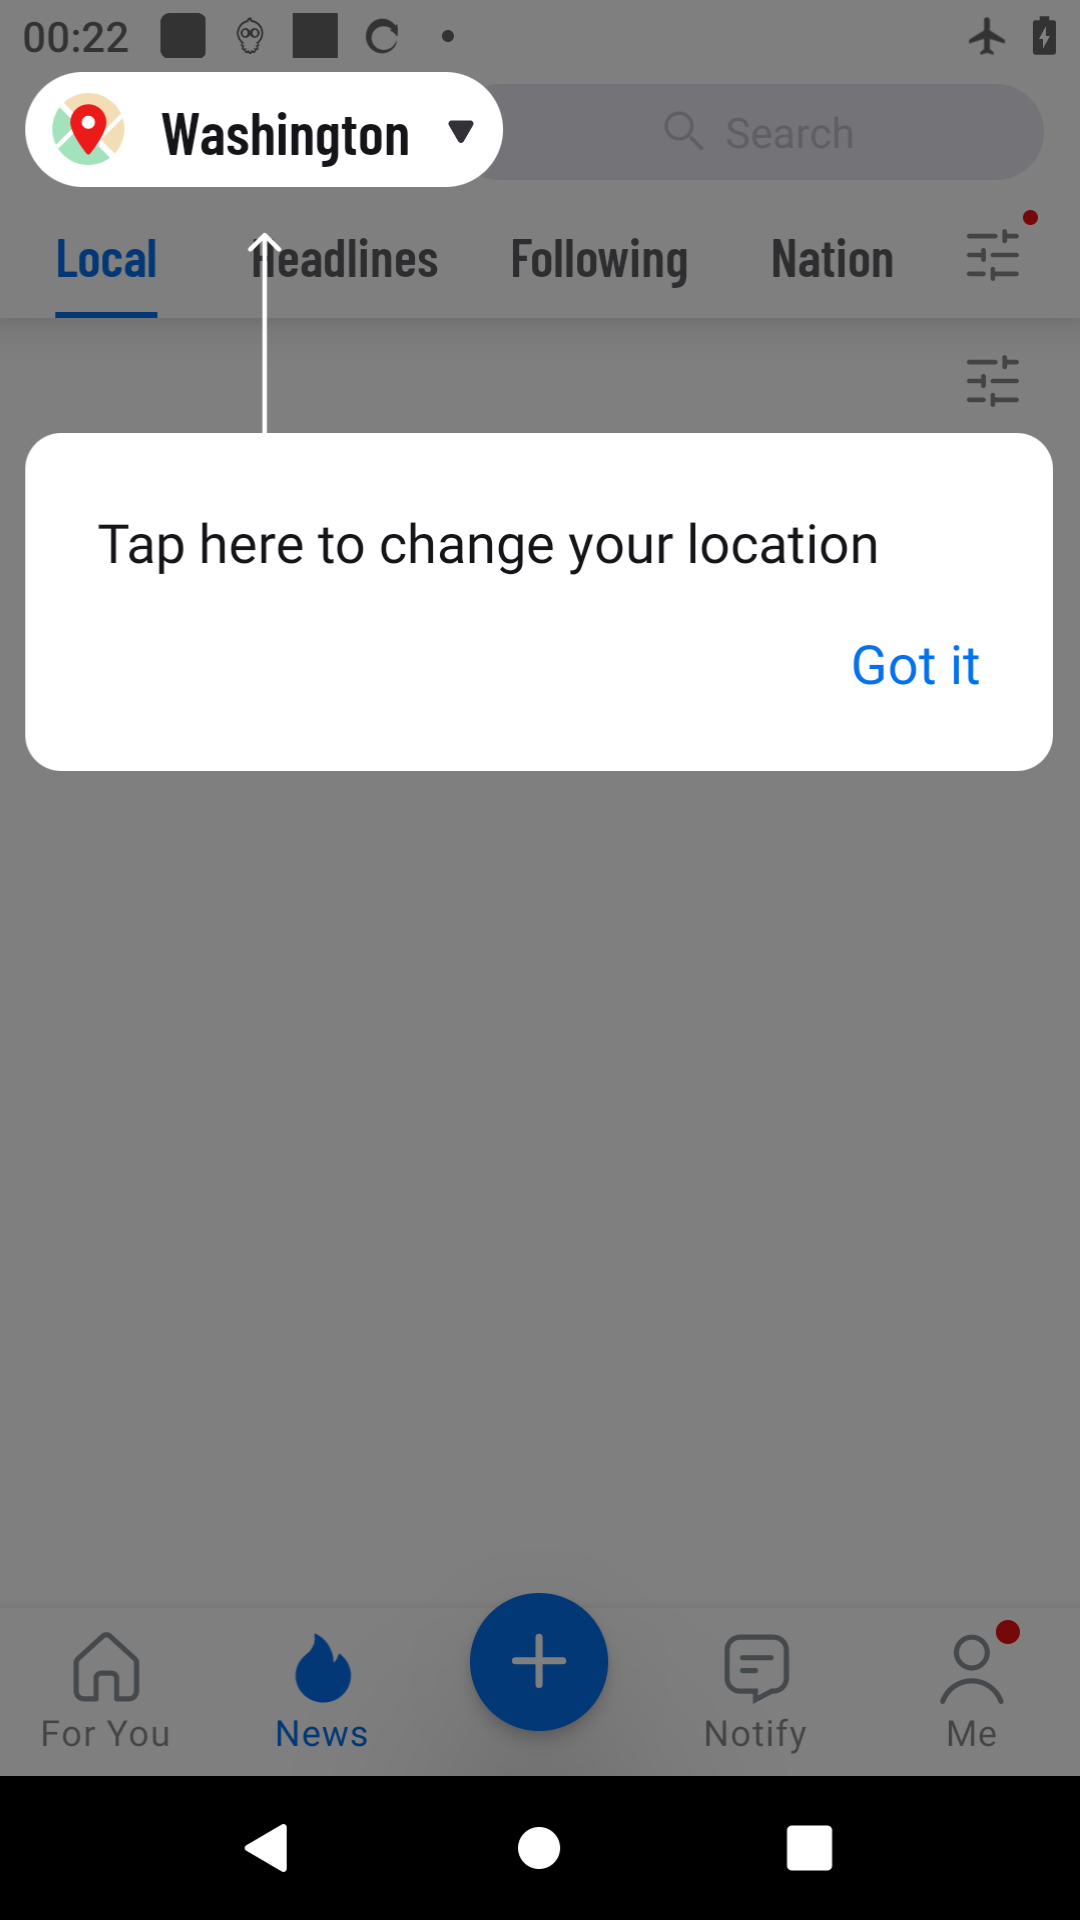 00:22
Washington
Search
Local Headlines Following Nation
Tap here to change your location
Got it
For You News Notify Me